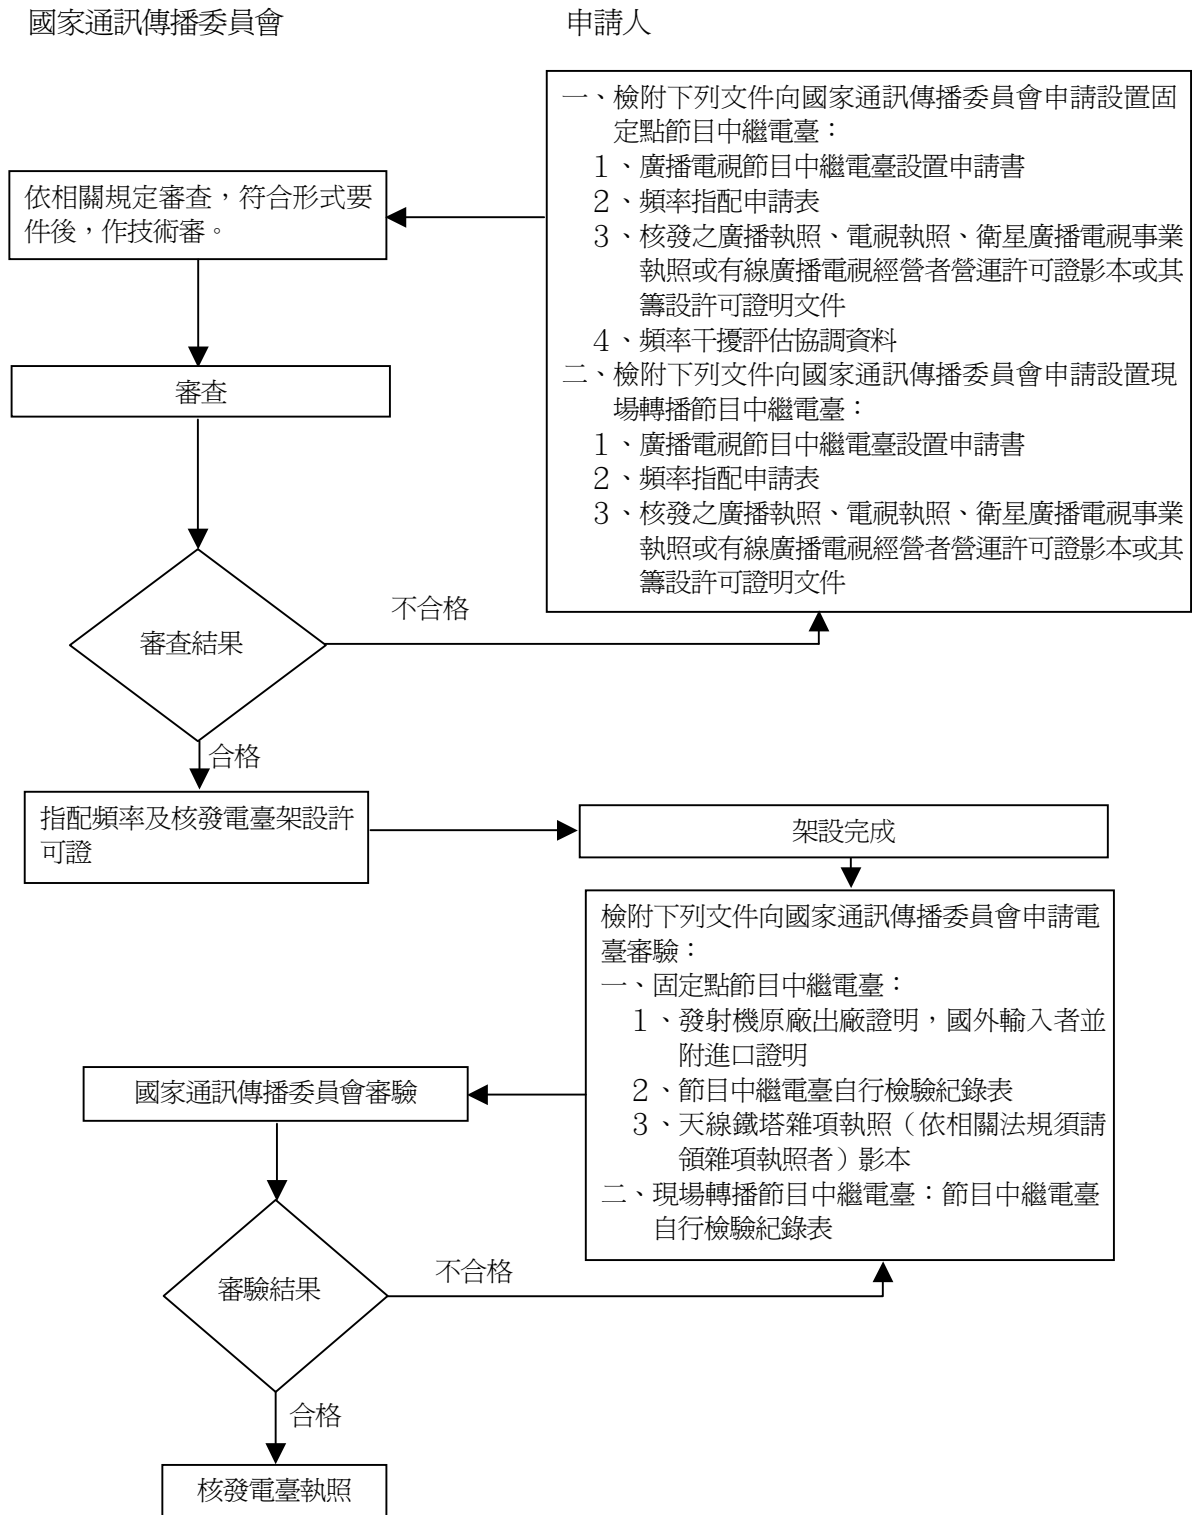 國家通訊傳播委員會
申請人
一、檢附下列文件向國家通訊傳播委員會申請設置固
定點節目中繼電臺：
１、廣播電視節目中繼電臺設置申請書
２、頻率指配申請表
３、核發之廣播執照、電視執照、衛星廣播電視事業
執照或有線廣播電視經營者營運許可證影本或其
籌設許可證明文件
４、頻率干擾評估協調資料
二、檢附下列文件向國家通訊傳播委員會申請設置現
場轉播節目中繼電臺：
１、廣播電視節目中繼電臺設置申請書
２、頻率指配申請表
３、核發之廣播執照、電視執照、衛星廣播電視事業
執照或有線廣播電視經營者營運許可證影本或其
籌設許可證明文件
依相關規定審查，符合形式要
件後，作技術審。
審查
審查結果
不合格
合格
指配頻率及核發電臺架設許
可證
架設完成
檢附下列文件向國家通訊傳播委員會申請電
臺審驗：
一、固定點節目中繼電臺：
１、發射機原廠出廠證明，國外輸入者並
附進口證明
２、節目中繼電臺自行檢驗紀錄表
３、天線鐵塔雜項執照（依相關法規須請
領雜項執照者）影本
二、現場轉播節目中繼電臺：節目中繼電臺
自行檢驗紀錄表
國家通訊傳播委員會審驗
審驗結果
不合格
合格
核發電臺執照